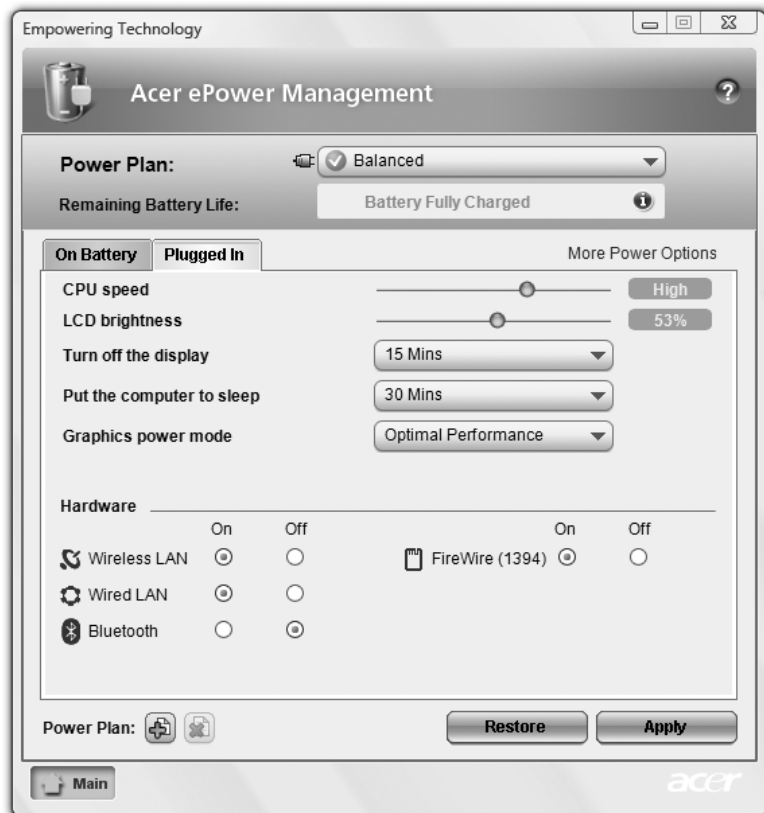 Empowering Technology
Acer ePower Management
?
Power Plan: Balanced
Remaining Battery Life: Battery Fully Charged i
On Battery Plugged In More Power Options
CPU speed High
LCD brightness 53%
Turn off the display 15 Mins
Put the computer to sleep 30 Mins
Graphics power mode Optimal Performance
Hardware
On Off On Off
Wireless LAN FireWire (1394)
Wired LAN
Bluetooth
Power Plan: Restore Apply
Main acer